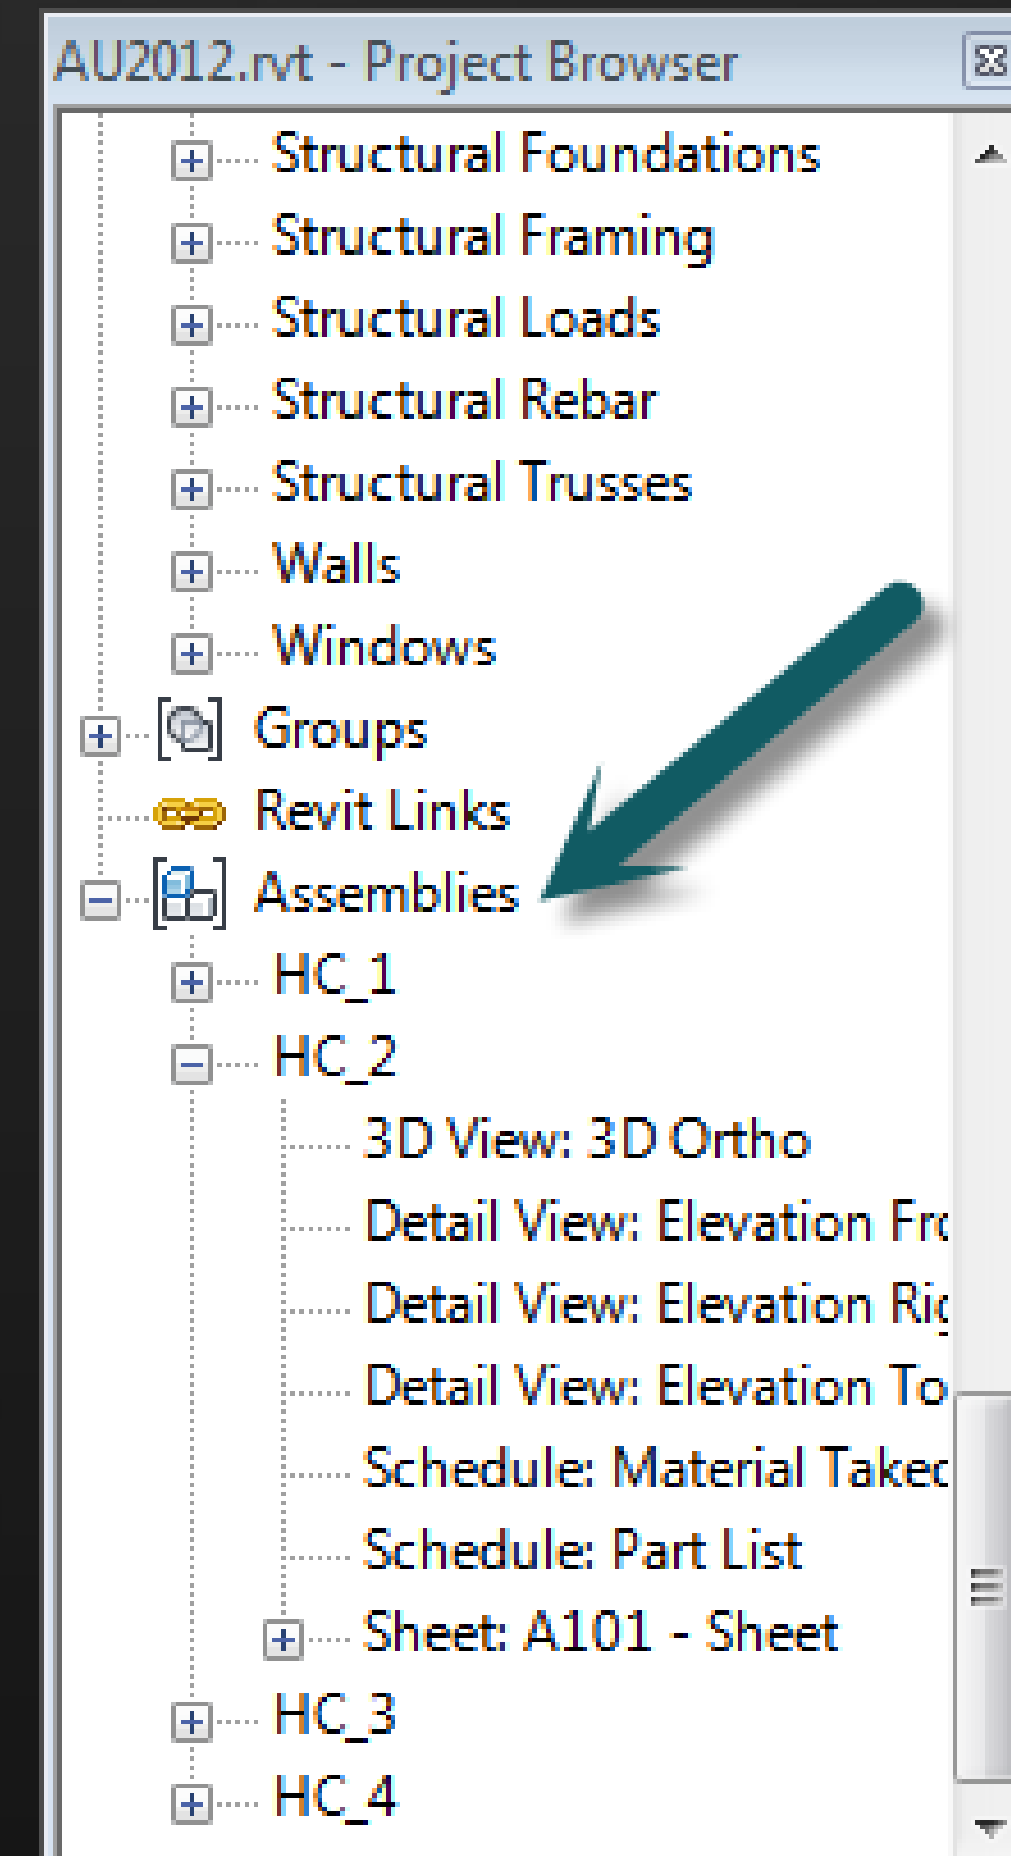 AU2012.rvt - Project Browser
Structural Foundations
Structural Framing
Structural Loads
Structural Rebar
Structural Trusses
Walls
Windows
Groups
Revit Links
Assemblies
HC_1
HC_2
3D View: 3D Ortho
Detail View: Elevation Fro
Detail View: Elevation Rig
Detail View: Elevation To
Schedule: Material Takeo
Schedule: Part List
Sheet: A101 - Sheet
HC_3
HC_4